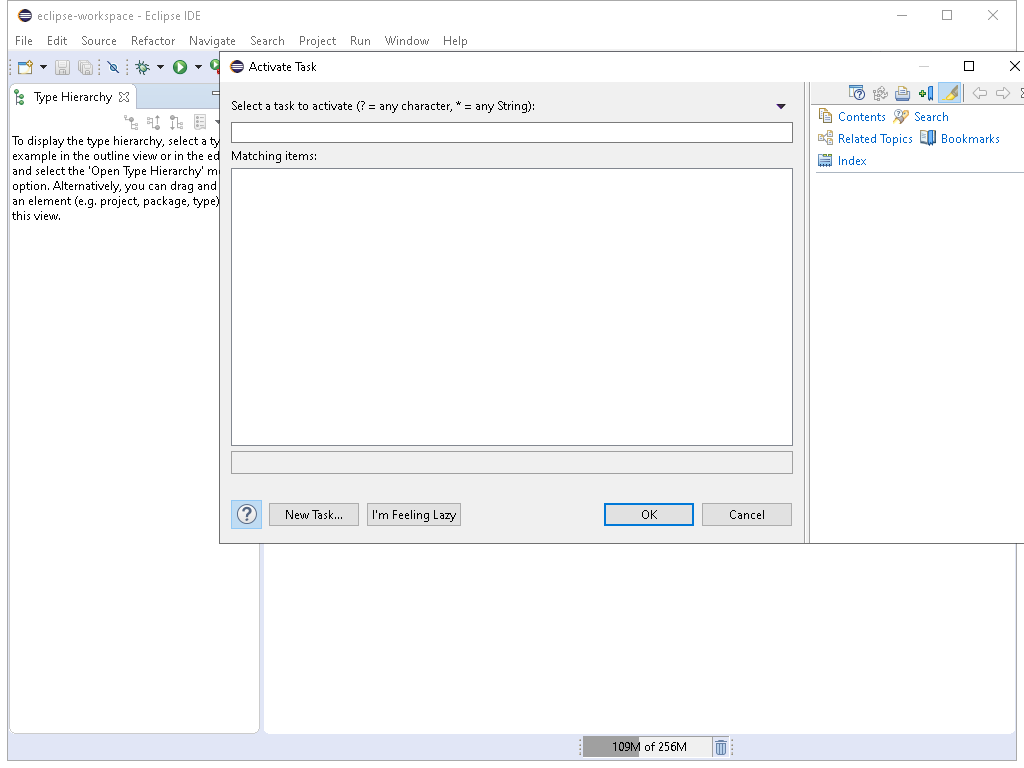 eclipse-workspace - Eclipse IDE
File Edit Source Refactor Navigate Search Project Run Window Help
Activate Task
Type Hierarchy
To display the type hierarchy, select a ty
example in the outline view or in the ed
and select the 'Open Type Hierarchy' m
option. Alternatively, you can drag and
an element (e.g. project, package, type)
this view.
Select a task to activate (? = any character, * = any String):
Matching items:
New Task...
I'm Feeling Lazy
OK
Cancel
Contents
Search
Related Topics
Bookmarks
Index
109M of 256M